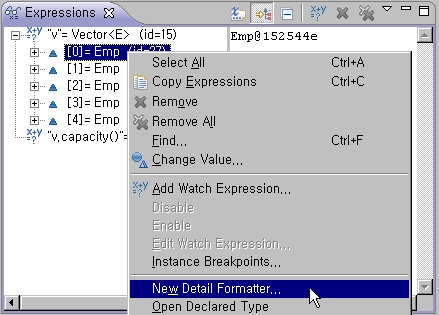 Expressions
x+y=? "v"= Vector<E> (id=15)
[0]= Emp
[1]= Emp
[2]= Emp
[3]= Emp
[4]= Emp
x+y=? "v,capacity()"=
Emp@152544e
Select All Ctrl+A
Copy Expressions Ctrl+C
Remove
Remove All
Find... Ctrl+F
Change Value...
Add Watch Expression...
Disable
Enable
Edit Watch Expression...
Instance Breakpoints...
New Detail Formatter...
Open Declared Type